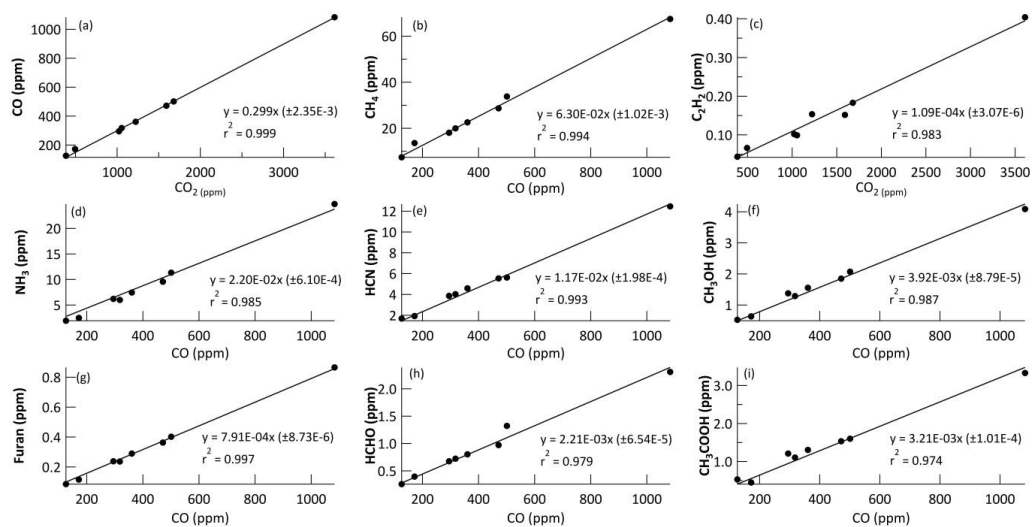 (a)
CO (ppm)
1000
800
600
400
200
y = 0.299x (±2.35E-3)
r² = 0.999
1000 2000 3000
CO₂ (ppm)
(b)
CH₄ (ppm)
60
40
20
y = 6.30E-02x (±1.02E-3)
r² = 0.994
200 400 600 800 1000
CO (ppm)
(c)
C₂H₂ (ppm)
0.40
0.30
0.20
0.10
y = 1.09E-04x (±3.07E-6)
r² = 0.983
500 1000 1500 2000 2500 3000 3500
CO₂ (ppm)
(d)
NH₃ (ppm)
20
15
10
5
y = 2.20E-02x (±6.10E-4)
r² = 0.985
200 400 600 800 1000
CO (ppm)
(e)
HCN (ppm)
12
10
8
6
4
2
y = 1.17E-02x (±1.98E-4)
r² = 0.993
200 400 600 800 1000
CO (ppm)
(f)
CH₃OH (ppm)
4
3
2
1
y = 3.92E-03x (±8.79E-5)
r² = 0.987
200 400 600 800 1000
CO (ppm)
(g)
Furan (ppm)
0.8
0.6
0.4
0.2
y = 7.91E-04x (±8.73E-6)
r² = 0.997
200 400 600 800 1000
CO (ppm)
(h)
HCHO (ppm)
2.0
1.5
1.0
0.5
y = 2.21E-03x (±6.54E-5)
r² = 0.979
200 400 600 800 1000
CO (ppm)
(i)
CH₃COOH (ppm)
3.0
2.0
1.0
y = 3.21E-03x (±1.01E-4)
r² = 0.974
200 400 600 800 1000
CO (ppm)